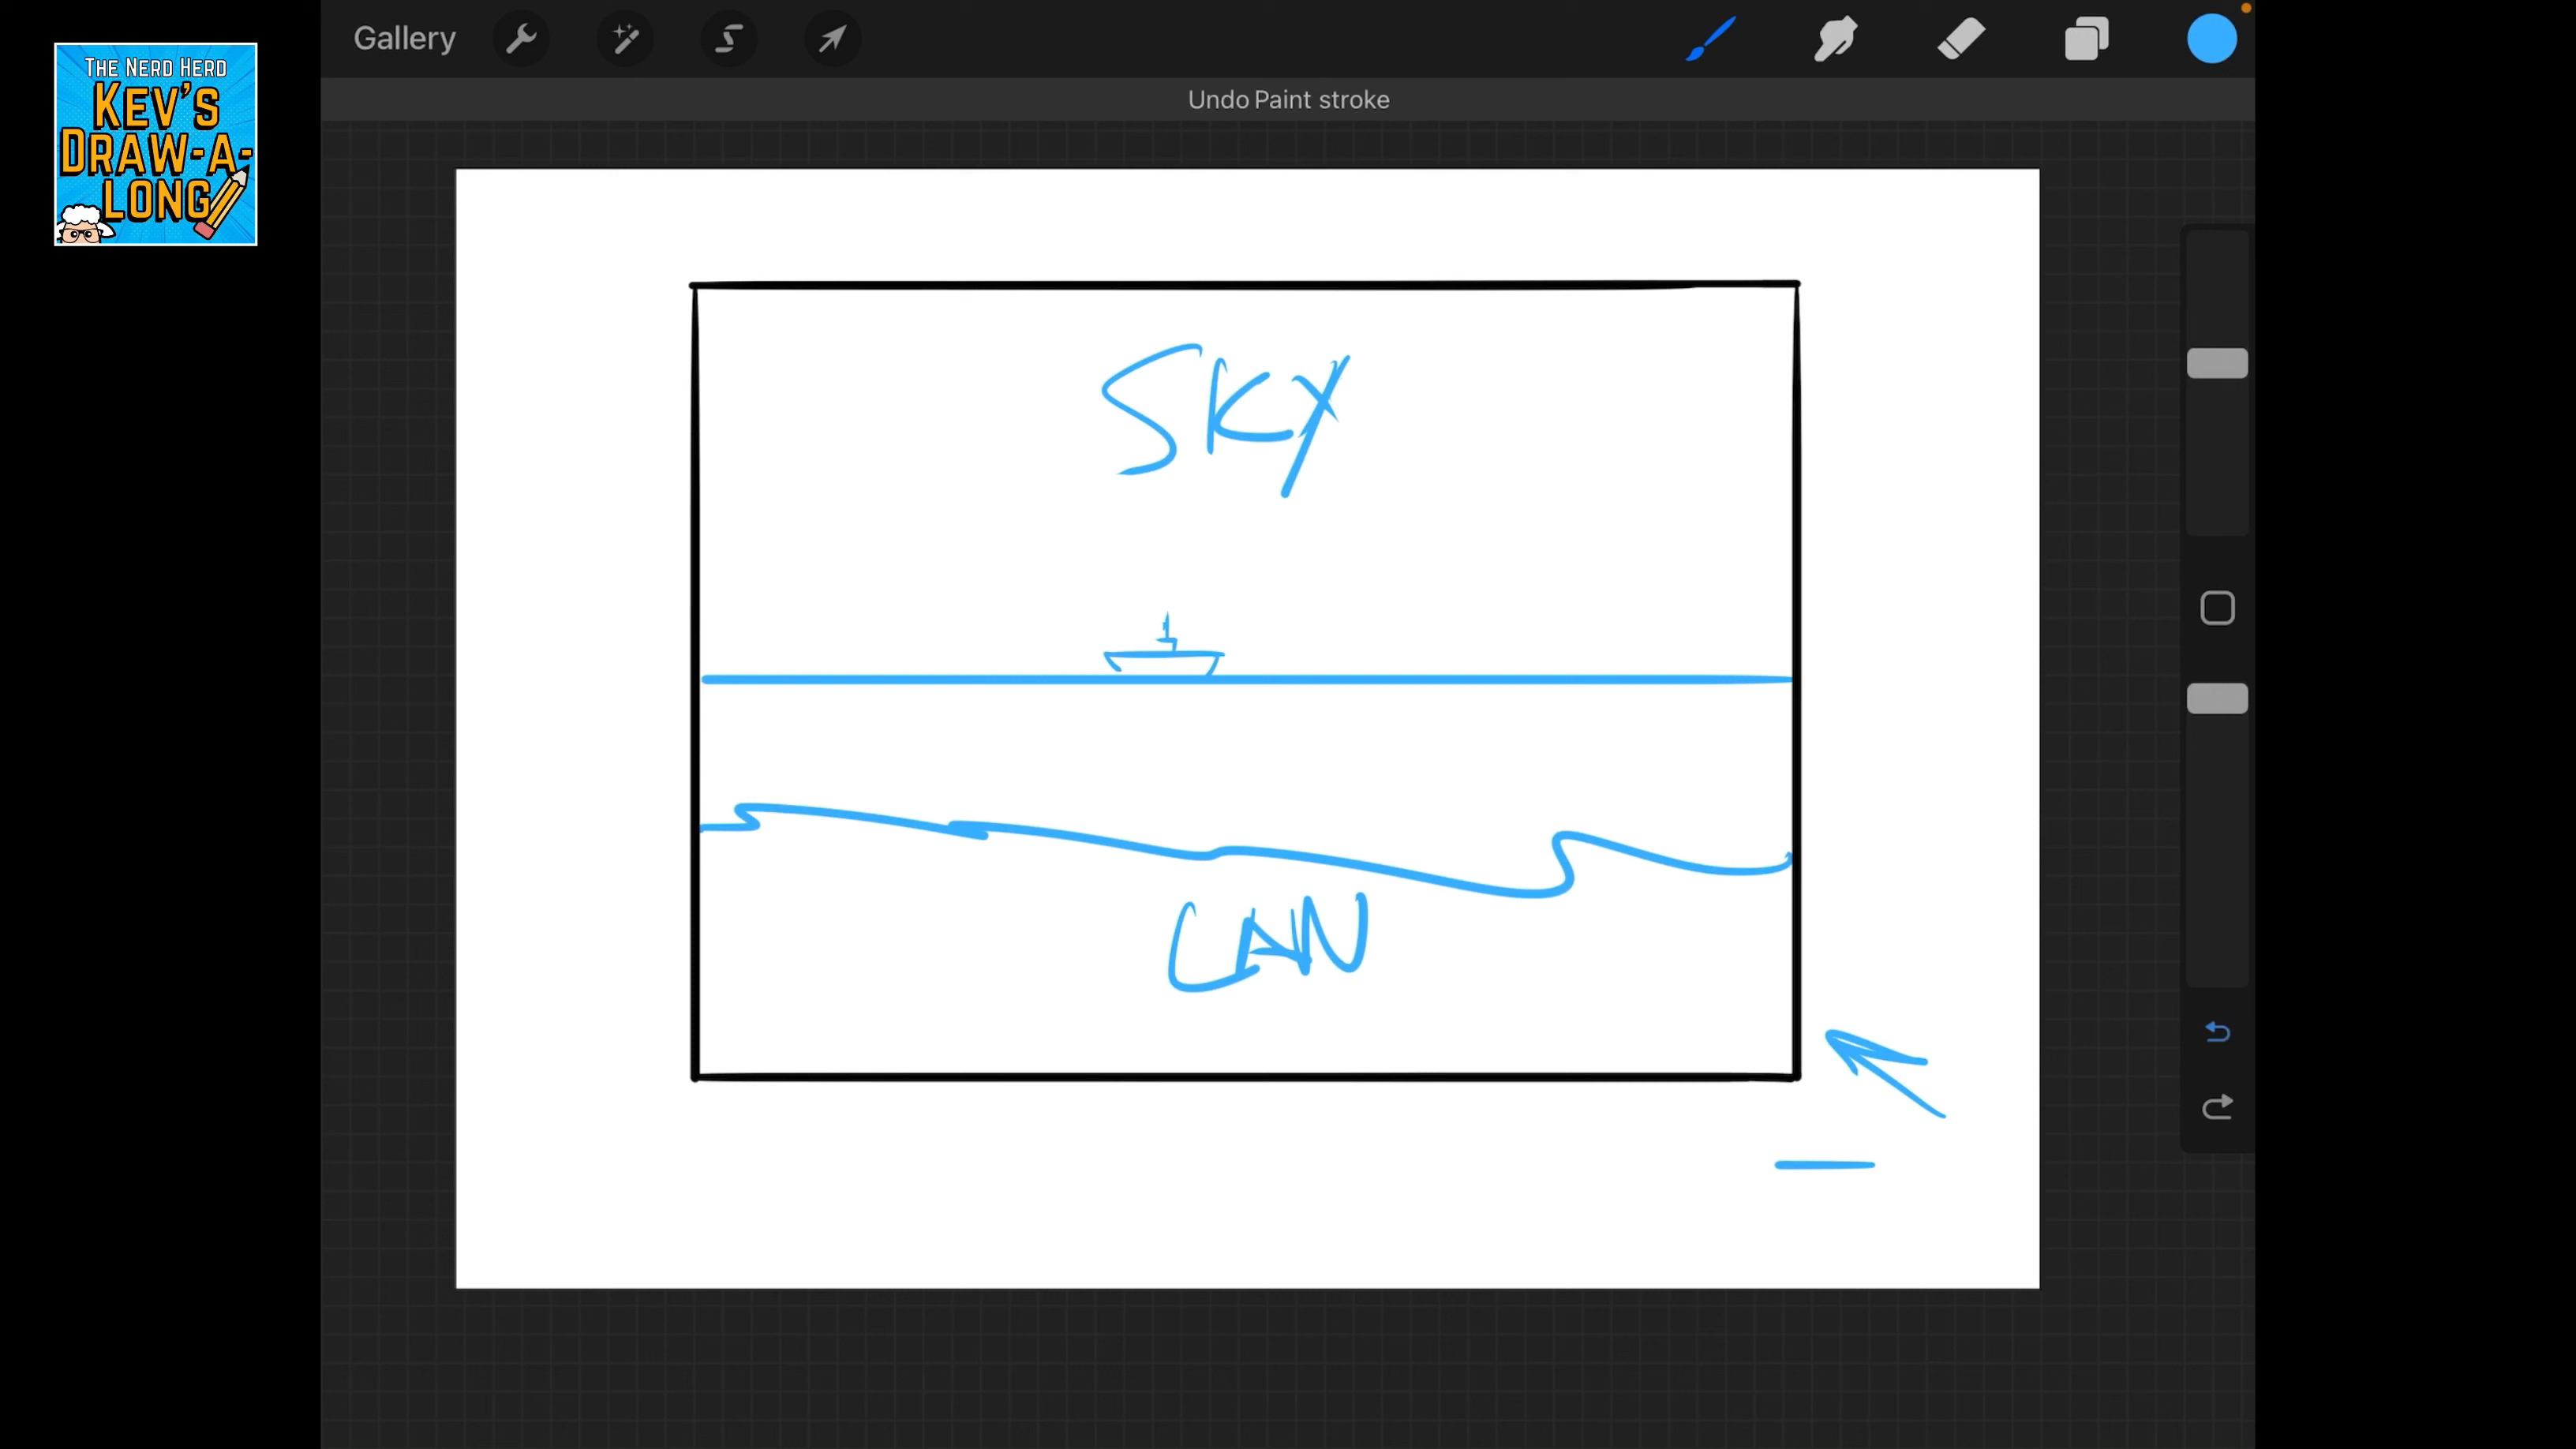 THE NERD HERD
KEV'S
DRAW-A-
LONG
Gallery
Undo Paint stroke
SKY
LAN